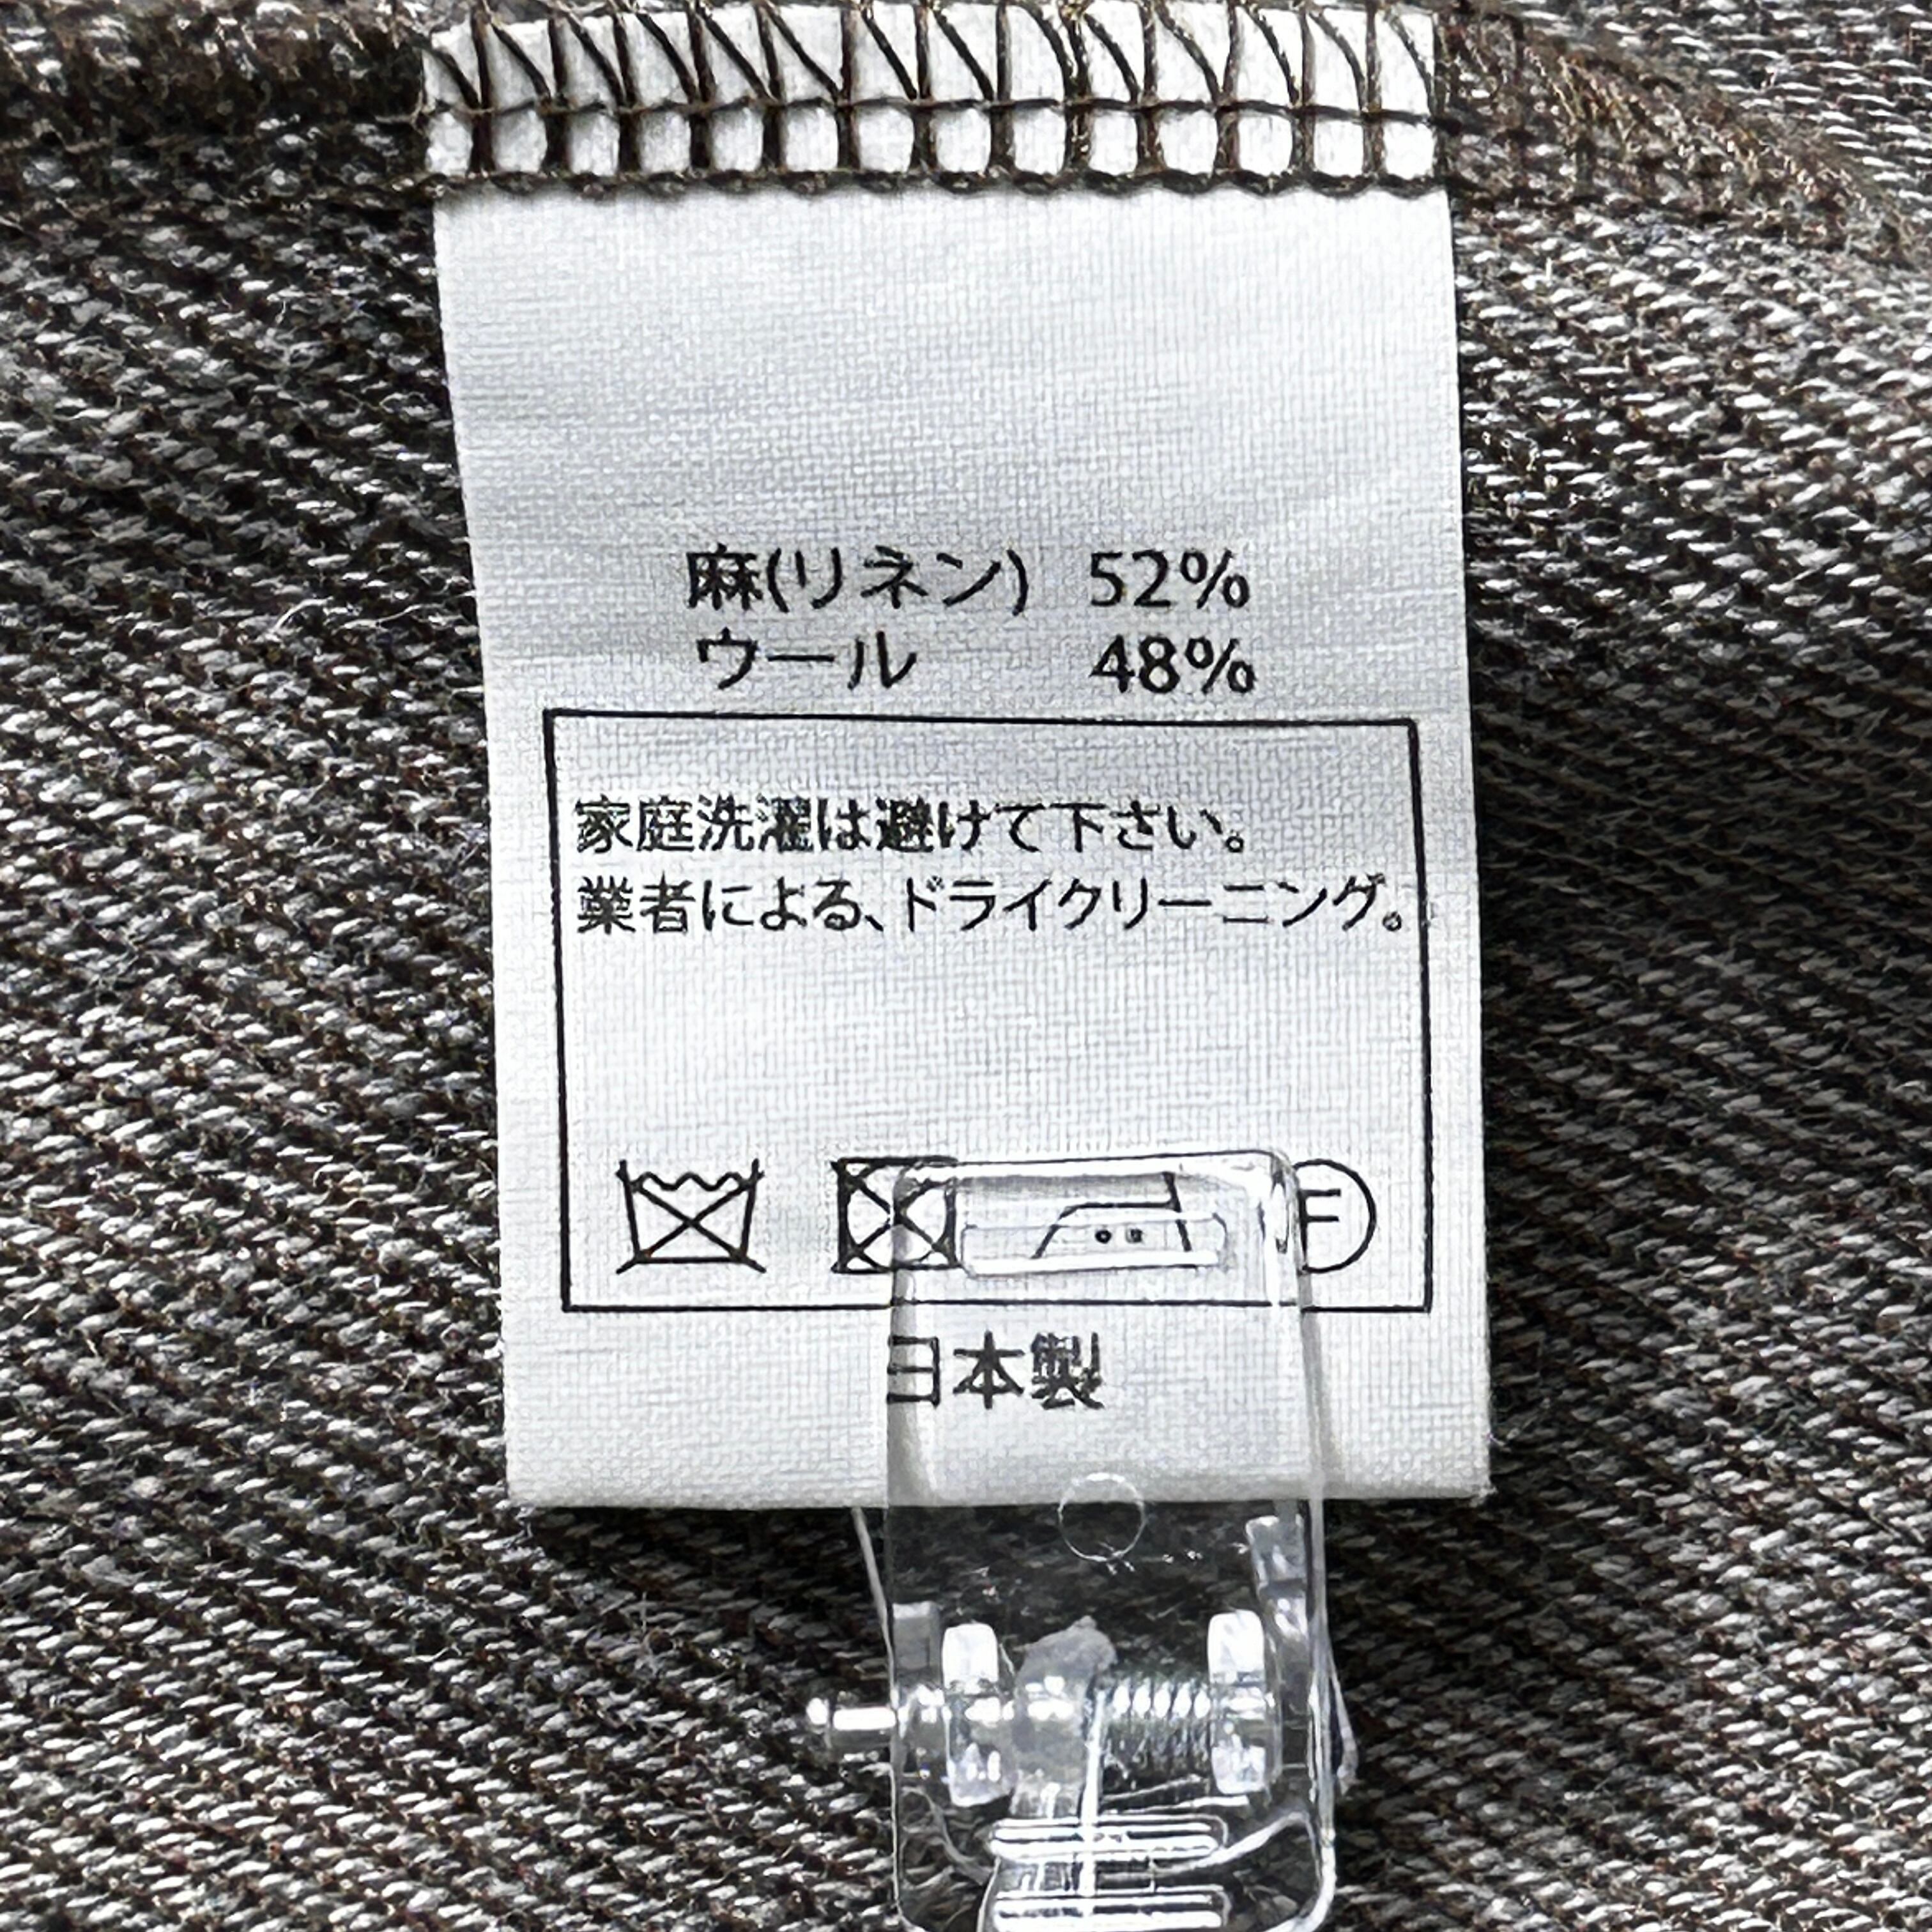 麻(リネン) 52%
ウール 48%
家庭洗濯は避けて下さい。
業者による、ドライクリーニング。
F
日本製